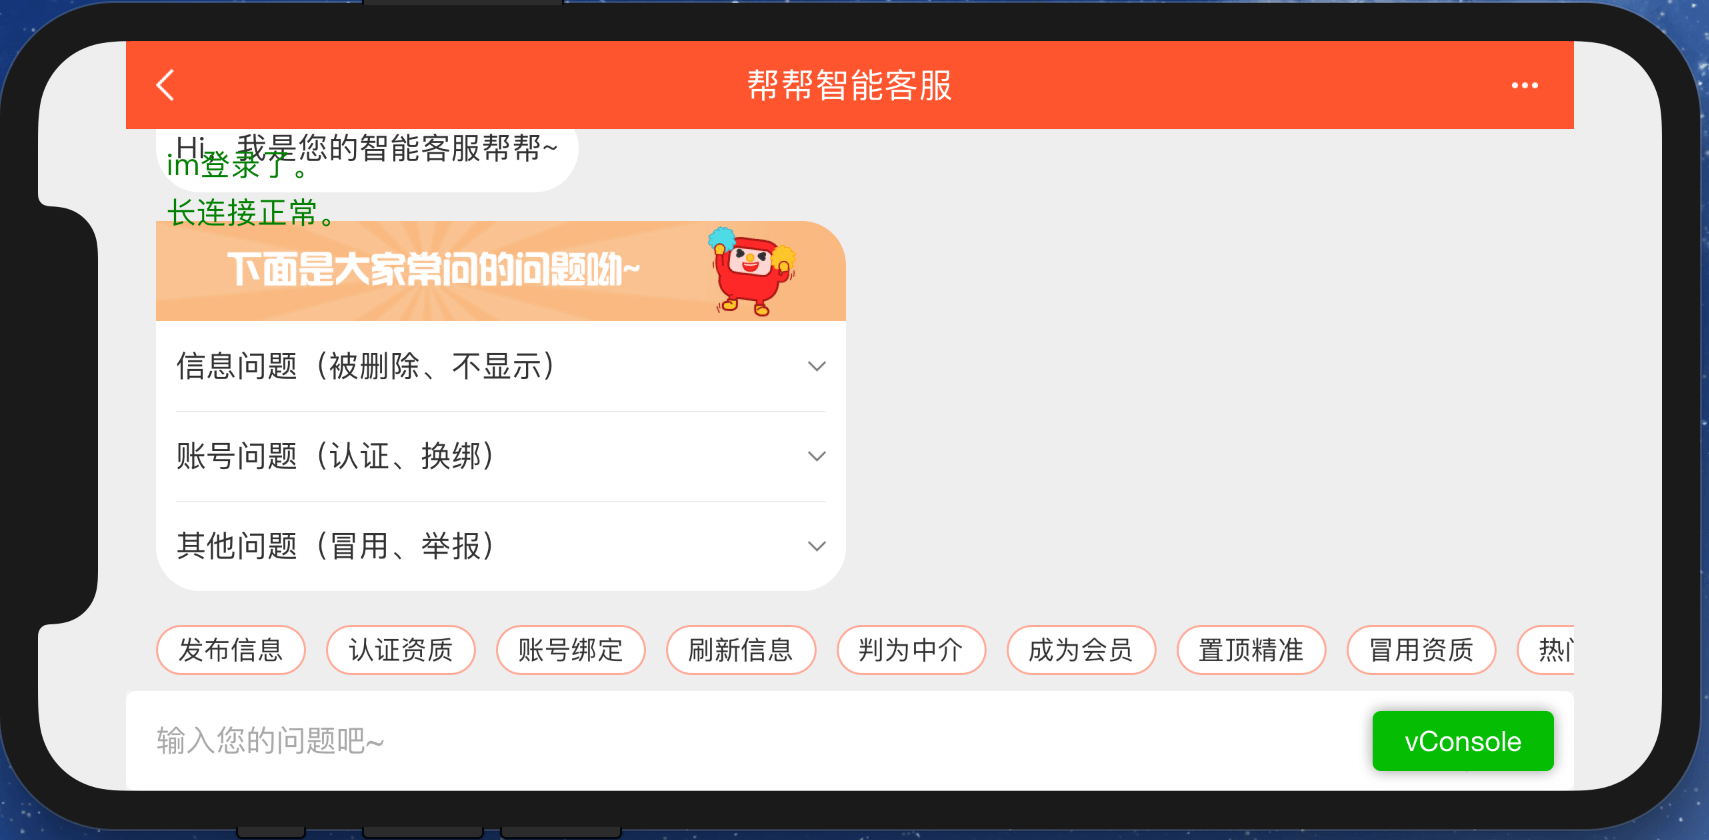 帮帮智能客服
Hi，我是您的智能客服帮帮~
im登录了。
长连接正常。
下面是大家常问的问题呦~
信息问题（被删除、不显示）
账号问题（认证、换绑）
其他问题（冒用、举报）
发布信息 认证资质 账号绑定 刷新信息 判为中介 成为会员 置顶精准 冒用资质 热门
输入您的问题吧~
vConsole